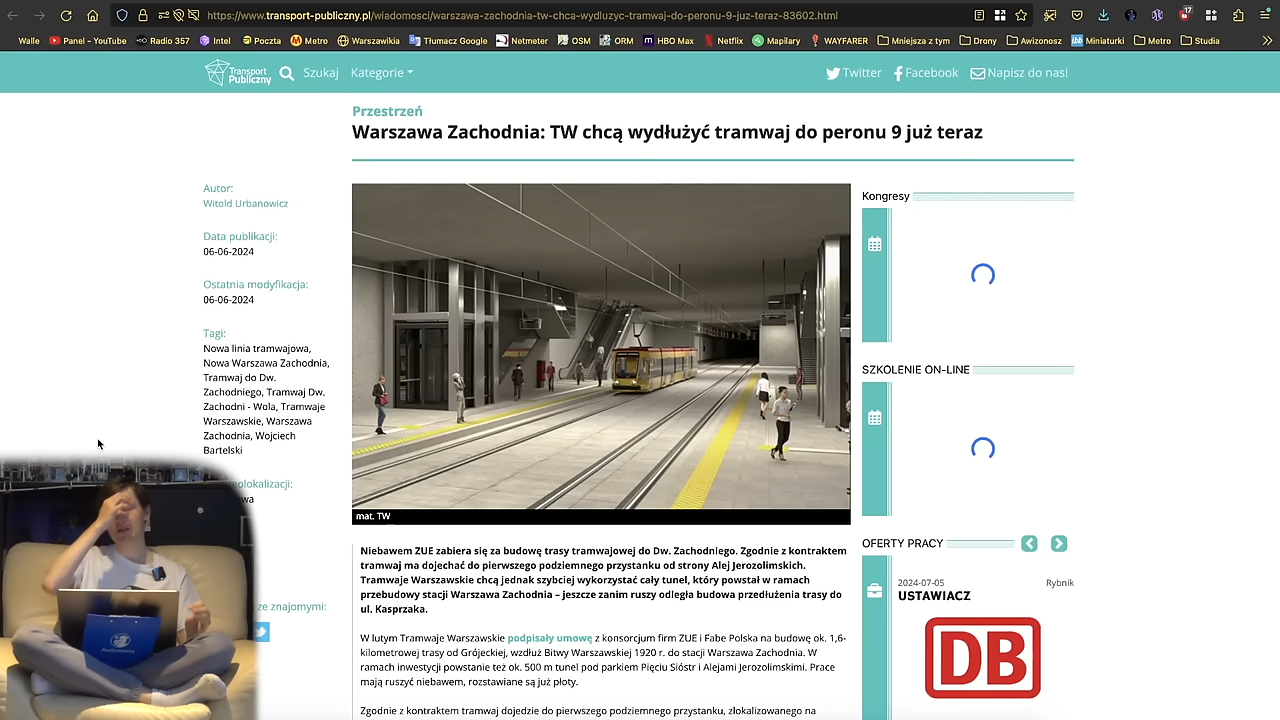 https://www.transport-publiczny.pl/wiadomosci/warszawa-zachodnia-tw-chca-wydluzyc-tramwaj-do-peronu-9-juz-teraz-83602.html
17
Walle Panel - YouTube Radio 357 Intel Poczta Metro Warszawikia Tłumacz Google Netmeter OSM ORM HBO Max Netflix Mapilary WAYFARER Mniejsza z tym Drony Awizonosz Miniaturki Metro Studia
Transport
Publiczny
Szukaj
Kategorie
Twitter
Facebook
Napisz do nas!
Przestrzeń
Warszawa Zachodnia: TW chcą wydłużyć tramwaj do peronu 9 już teraz
Autor:
Witold Urbanowicz
Data publikacji:
06-06-2024
Ostatnia modyfikacja:
06-06-2024
Tagi:
Nowa linia tramwajowa,
Nowa Warszawa Zachodnia,
Tramwaj do Dw.
Zachodniego, Tramwaj Dw.
Zachodni - Wola, Tramwaje
Warszawskie, Warszawa
Zachodnia, Wojciech
Bartelski
eolokalizacji:
wa
ze znajomymi:
mat. TW
Niebawem ZUE zabiera się za budowę trasy tramwajowej do Dw. Zachodniego. Zgodnie z kontraktem
tramwaj ma dojechać do pierwszego podziemnego przystanku od strony Alej Jerozolimskich.
Tramwaje Warszawskie chcą jednak szybciej wykorzystać cały tunel, który powstał w ramach
przebudowy stacji Warszawa Zachodnia – jeszcze zanim ruszy odległa budowa przedłużenia trasy do
ul. Kasprzaka.
W lutym Tramwaje Warszawskie podpisały umowę z konsorcjum firm ZUE i Fabe Polska na budowę ok. 1,6-
kilometrowej trasy od Grójeckiej, wzdłuż Bitwy Warszawskiej 1920 r. do stacji Warszawa Zachodnia. W
ramach inwestycji powstanie też ok. 500 m tunel pod parkiem Pięciu Sióstr i Alejami Jerozolimskimi. Prace
mają ruszyć niebawem, rozstawiane są już płoty.
Zgodnie z kontraktem tramwaj dojedzie do pierwszego podziemnego przystanku, zlokalizowanego na
Kongresy
SZKOLENIE ON-LINE
OFERTY PRACY
2024-07-05
Rybnik
USTAWIACZ
DB
Awizonosz